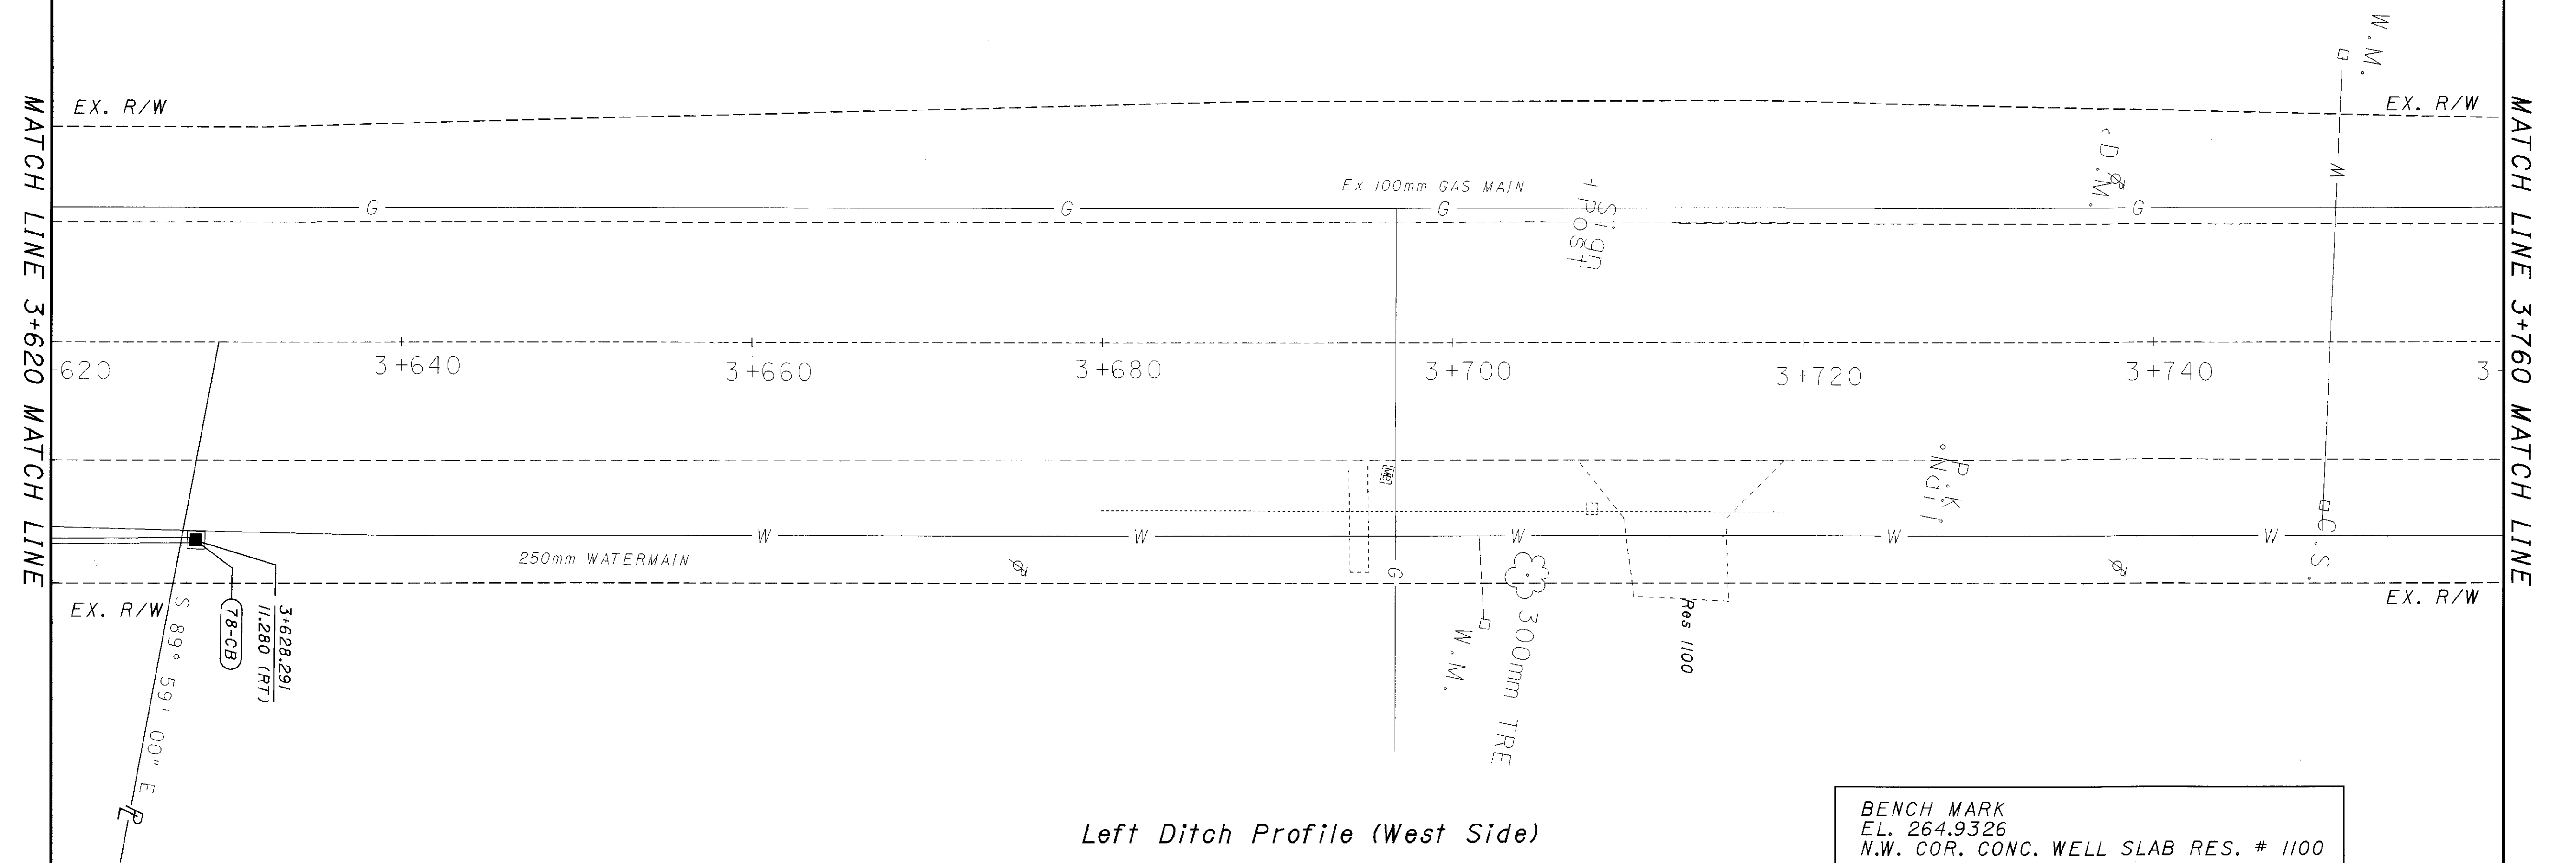 W.M.
EX. R/W
EX. R/W
MATCH LINE 3+620 MATCH LINE
MATCH LINE 3+760 MATCH LINE
Ex 100mm GAS MAIN
Sign
Post
D.M.
W
G
G
G
G
620
3+640
3+660
3+680
3+700
3+720
3+740
3
P.K.
Nail
MB
W
W
W
W
W
C.S.
250mm WATERMAIN
G
EX. R/W
EX. R/W
3+628.291
11.280 (RT)
78-CB
S 89° 59' 00" E
PL
W.M.
300mm TRE
Res 1100
Left Ditch Profile (West Side)
BENCH MARK
EL. 264.9326
N.W. COR. CONC. WELL SLAB RES. # 1100